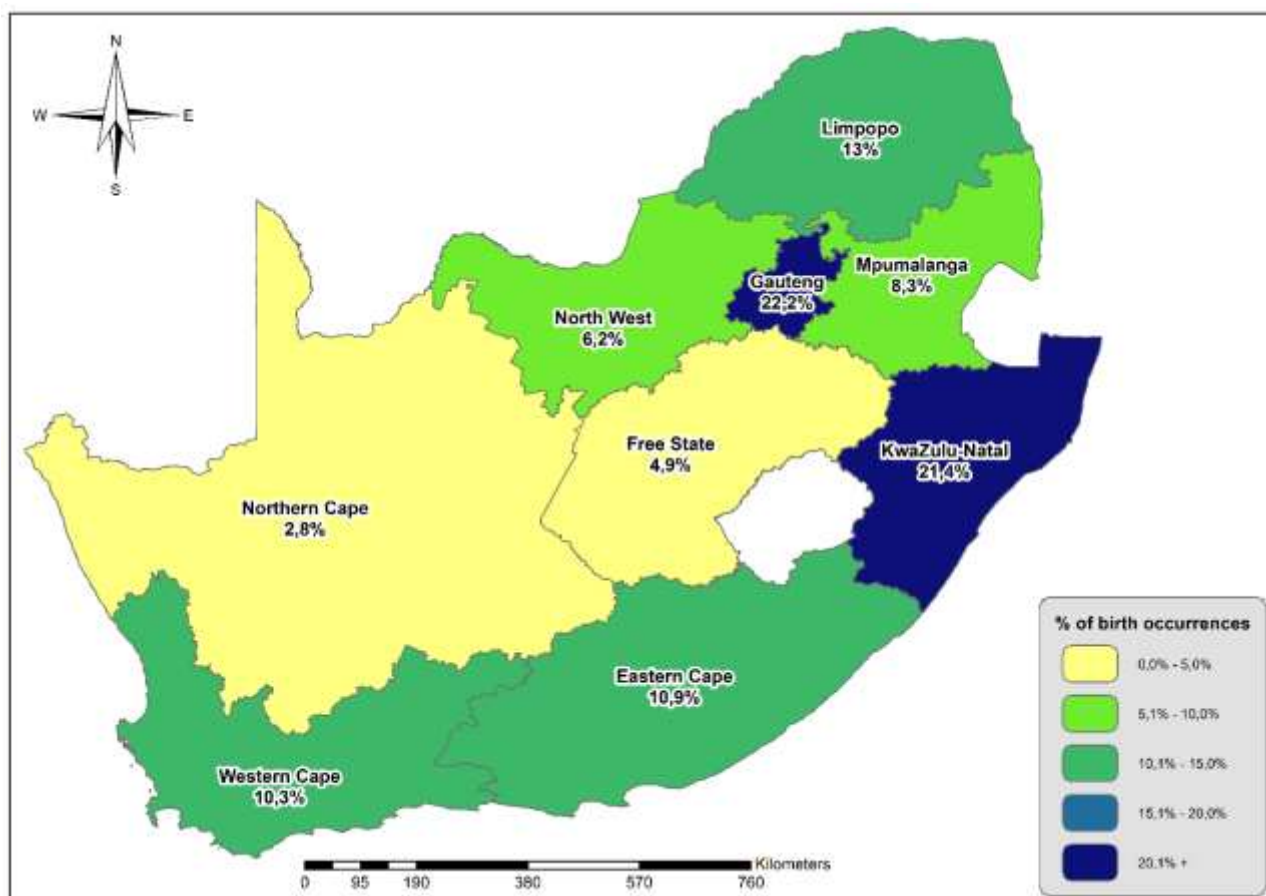 N
W E
S
Limpopo
13%
Mpumalanga
8,3%
Gauteng
22,2%
North West
6,2%
Free State
4,9%
KwaZulu-Natal
21,4%
Northern Cape
2,8%
Eastern Cape
10,9%
Western Cape
10,3%
% of birth occurrences
0,0% - 5,0%
5,1% - 10,0%
10,1% - 15,0%
15,1% - 20,0%
20,1% +
Kilometers
0 95 190 380 570 760